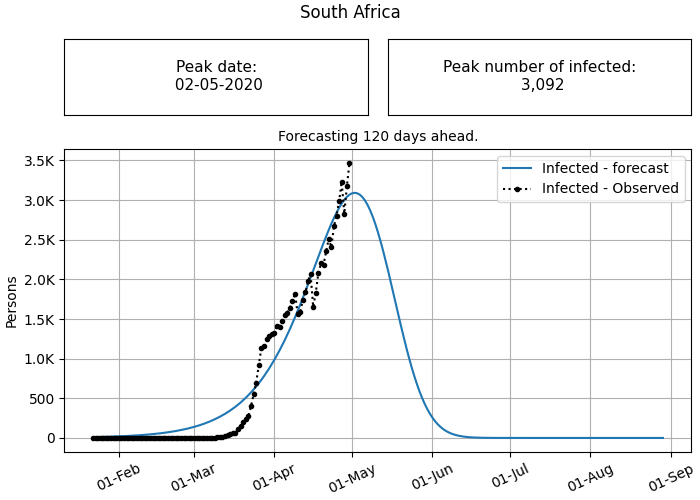 South Africa
Peak date:
02-05-2020
Peak number of infected:
3,092
Forecasting 120 days ahead.
Infected - forecast
Infected - Observed
Persons
3.5K
3.0K
2.5K
2.0K
1.5K
1.0K
500
0
01-Feb
01-Mar
01-Apr
01-May
01-Jun
01-Jul
01-Aug
01-Sep